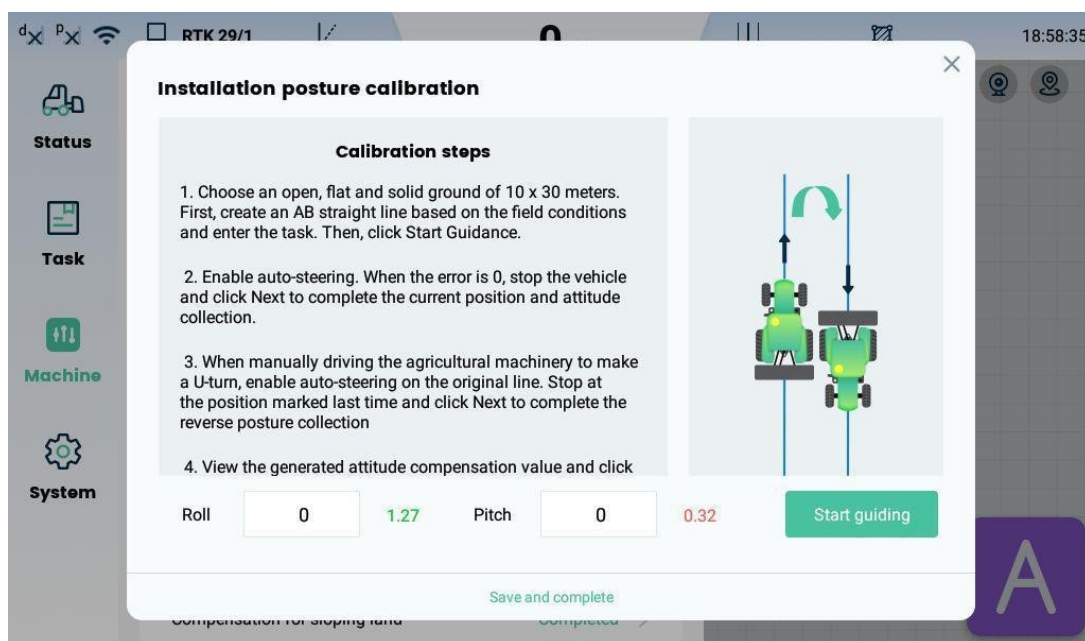 d P RTK 29/1 0 18:58:35
Installation posture calibration
Calibration steps
1. Choose an open, flat and solid ground of 10 x 30 meters.
First, create an AB straight line based on the field conditions
and enter the task. Then, click Start Guidance.
2. Enable auto-steering. When the error is 0, stop the vehicle
and click Next to complete the current position and attitude
collection.
3. When manually driving the agricultural machinery to make
a U-turn, enable auto-steering on the original line. Stop at
the position marked last time and click Next to complete the
reverse posture collection
4. View the generated attitude compensation value and click
Status
Task
Machine
System
Roll 0 1.27 Pitch 0 0.32 Start guiding
Save and complete
Compensation for sloping land Completed
A